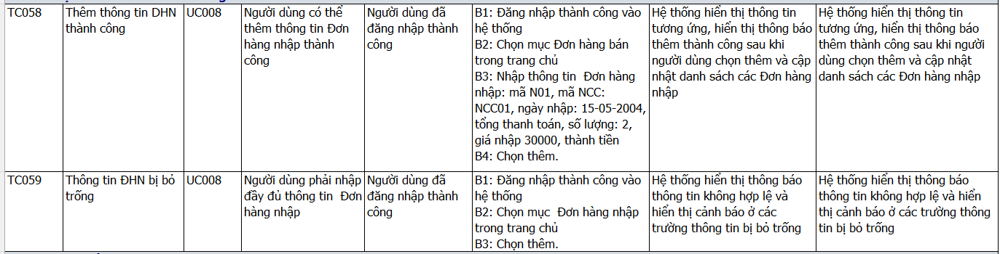 TC058
Thêm thông tin DHN
thành công
UC008
Người dùng có thể
thêm thông tin Đơn
hàng nhập thành
công
Người dùng đã
đăng nhập thành
công
B1: Đăng nhập thành công vào
hệ thống
B2: Chọn mục Đơn hàng bán
trong trang chủ
B3: Nhập thông tin  Đơn hàng
nhập: mã N01, mã NCC:
NCC01, ngày nhập: 15-05-2004,
tổng thanh toán, số lượng: 2,
giá nhập 30000, thành tiền
B4: Chọn thêm.
Hệ thống hiển thị thông tin
tương ứng, hiển thị thông báo
thêm thành công sau khi
người dùng chọn thêm và cập
nhật danh sách các Đơn hàng
nhập
Hệ thống hiển thị thông tin
tương ứng, hiển thị thông báo
thêm thành công sau khi người
dùng chọn thêm và cập nhật
danh sách các Đơn hàng nhập
TC059
Thông tin ĐHN bị bỏ
trống
UC008
Người dùng phải nhập
đầy đủ thông tin  Đơn
hàng nhập
Người dùng đã
đăng nhập thành
công
B1: Đăng nhập thành công vào
hệ thống
B2: Chọn mục  Đơn hàng nhập
trong trang chủ
B3: Chọn thêm.
Hệ thống hiển thị thông báo
thông tin không hợp lệ và
hiển thị cảnh báo ở các
trường thông tin bị bỏ trống
Hệ thống hiển thị thông báo
thông tin không hợp lệ và hiển
thị cảnh báo ở các trường thông
tin bị bỏ trống